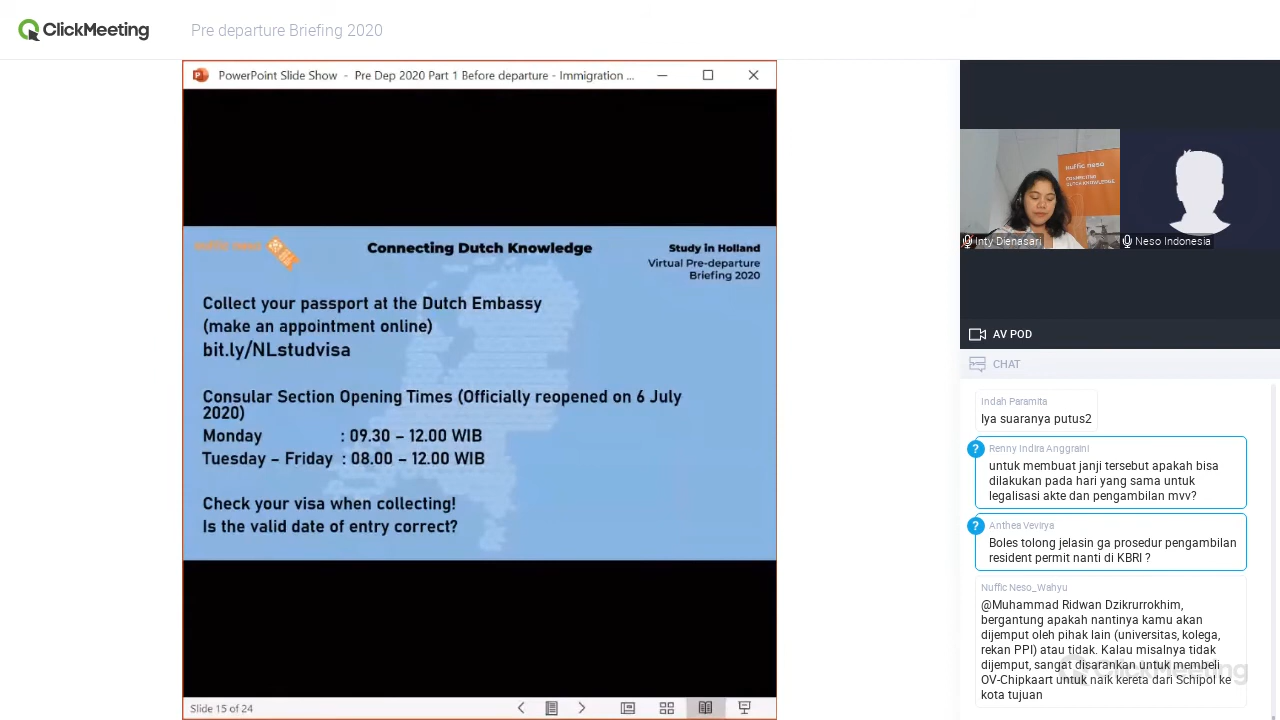 ClickMeeting
Pre departure Briefing 2020
PowerPoint Slide Show - Pre Dep 2020 Part 1 Before departure - Immigration ...
nuffic neso
Connecting Dutch Knowledge
Study in Holland
Virtual Pre-departure
Briefing 2020
Collect your passport at the Dutch Embassy
(make an appointment online)
bit.ly/NLstudvisa
Consular Section Opening Times (Officially reopened on 6 July
2020)
Monday : 09.30 – 12.00 WIB
Tuesday – Friday : 08.00 – 12.00 WIB
Check your visa when collecting!
Is the valid date of entry correct?
Slide 15 of 24
nuffic neso
CONNECTING
DUTCH KNOWLEDGE
Inty Dienasari
Neso Indonesia
AV POD
CHAT
Indah Paramita
Iya suaranya putus2
?
Renny Indira Anggraini
untuk membuat janji tersebut apakah bisa
dilakukan pada hari yang sama untuk
legalisasi akte dan pengambilan mvv?
?
Anthea Vevirya
Boles tolong jelasin ga prosedur pengambilan
resident permit nanti di KBRI ?
Nuffic Neso_Wahyu
@Muhammad Ridwan Dzikrurrokhim,
bergantung apakah nantinya kamu akan
dijemput oleh pihak lain (universitas, kolega,
rekan PPI) atau tidak. Kalau misalnya tidak
dijemput, sangat disarankan untuk membeli
OV-Chipkaart untuk naik kereta dari Schipol ke
kota tujuan
ClickMeeting